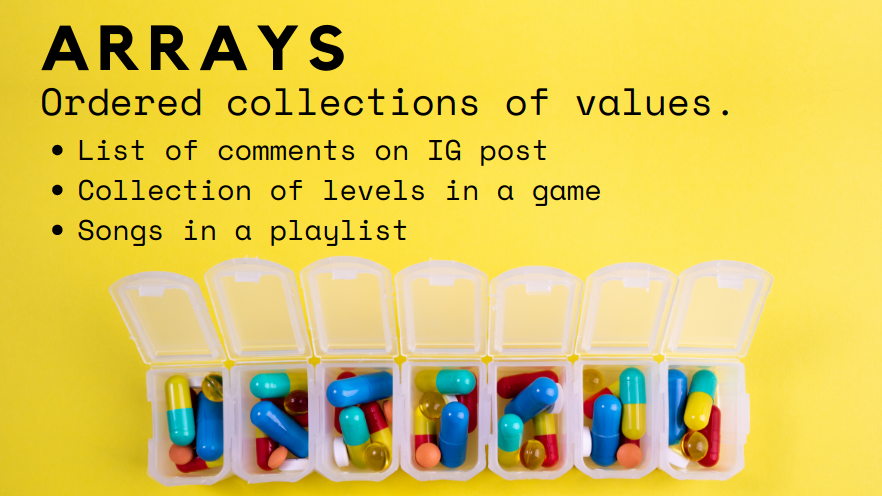 ARRAYS
Ordered collections of values.
• List of comments on IG post
• Collection of levels in a game
• Songs in a playlist